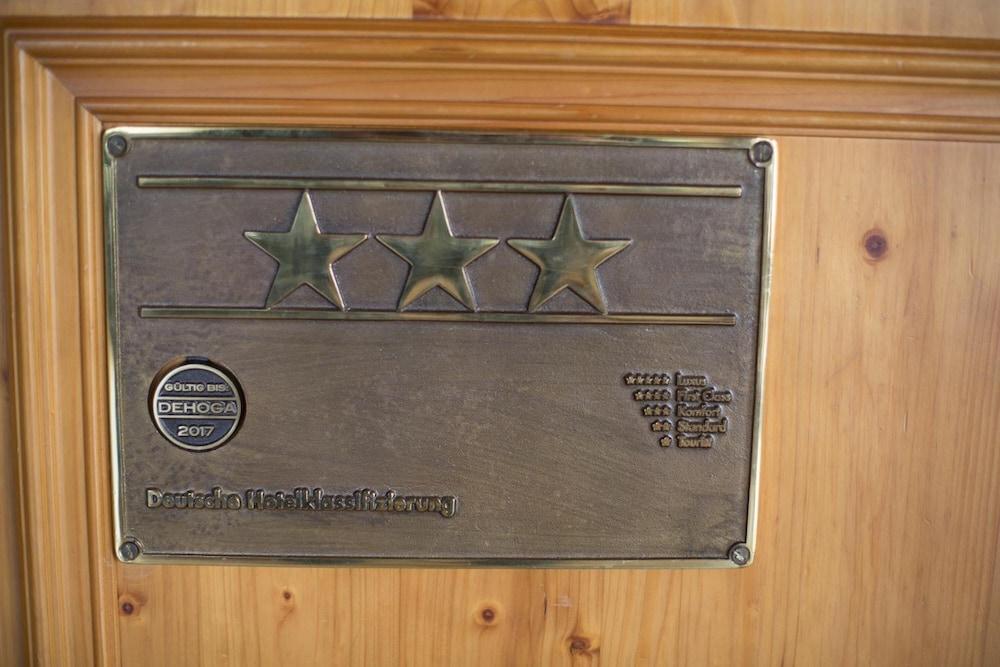 GÜLTIG BIS:
DEHOGA
2017
Luxus
First Class
Komfort
Standard
Tourist
Deutsche Hotelklassifizierung